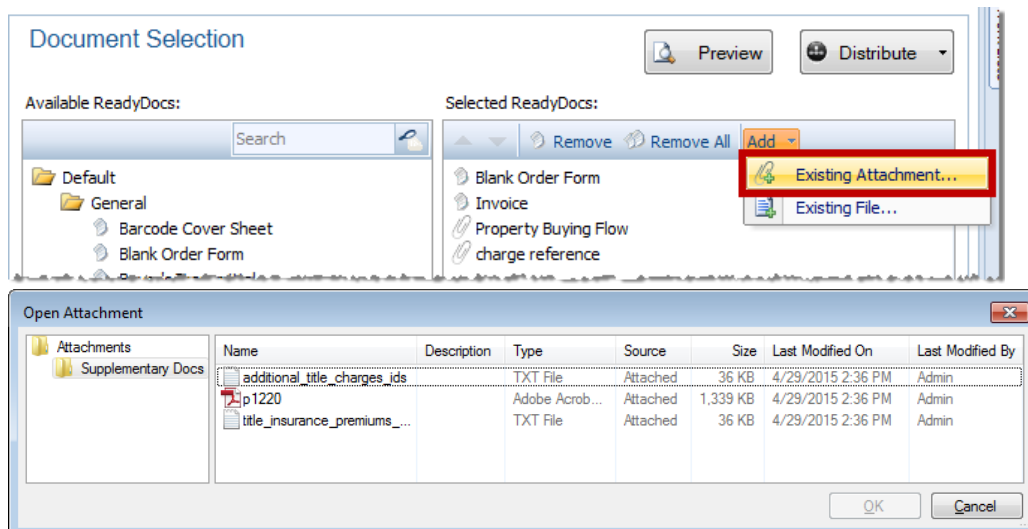 Document Selection
Preview
Distribute
Available ReadyDocs:
Selected ReadyDocs:
Search
Remove
Remove All
Add
Existing Attachment...
Existing File...
Default
General
Barcode Cover Sheet
Blank Order Form
Blank Order Form
Invoice
Property Buying Flow
charge reference
Open Attachment
Attachments
Supplementary Docs
Name Description Type Source Size Last Modified On Last Modified By
additional_title_charges_ids TXT File Attached 36 KB 4/29/2015 2:36 PM Admin
p1220 Adobe Acrob... Attached 1,339 KB 4/29/2015 2:36 PM Admin
title_insurance_premiums_... TXT File Attached 36 KB 4/29/2015 2:36 PM Admin
OK
Cancel